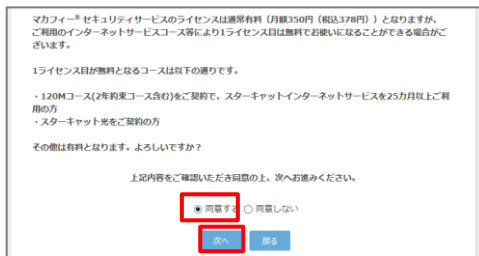 マカフィー® セキュリティサービスのライセンスは通常有料（月額350円（税込378円））となりますが、
ご利用のインターネットサービスコース等により1ライセンス目は無料でお使いになることができる場合がご
ざいます。
1ライセンス目が無料となるコースは以下の通りです。
・120Mコース(2年約束コース含む)をご契約で、スターキャットインターネットサービスを25カ月以上ご利
用の方
・スターキャット光をご契約の方
その他は有料となります。よろしいですか？
上記内容をご確認いただき同意の上、次へお進みください。
同意する 同意しない
次へ 戻る